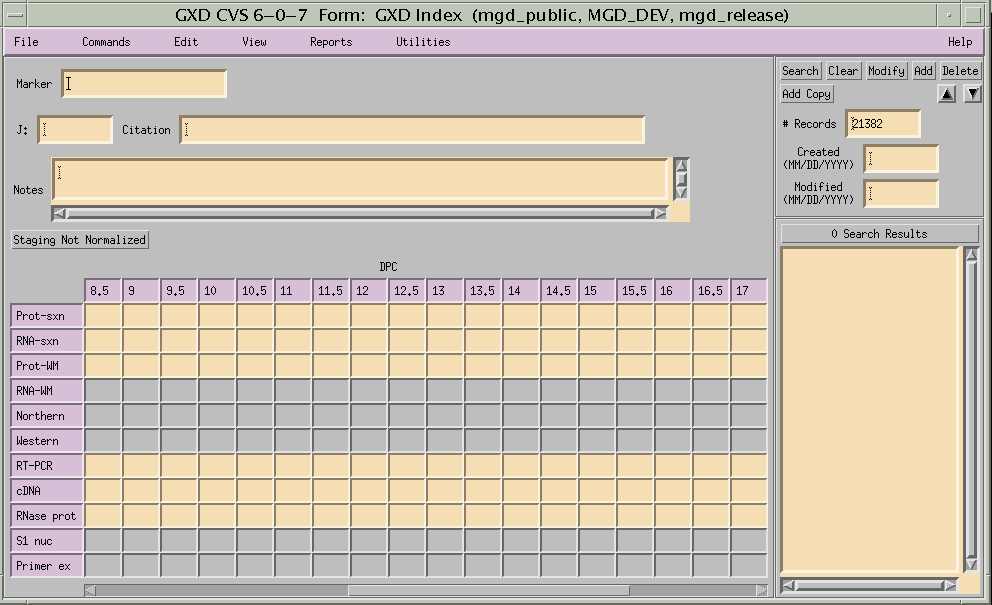 GXD CVS 6-0-7 Form: GXD Index (mgd_public, MGD_DEV, mgd_release)
File Commands Edit View Reports Utilities Help
Marker
J: Citation
Notes
Staging Not Normalized
Search Clear Modify Add Delete
Add Copy
# Records 21382
Created
(MM/DD/YYYY)
Modified
(MM/DD/YYYY)
0 Search Results
DPC
8.5 9 9.5 10 10.5 11 11.5 12 12.5 13 13.5 14 14.5 15 15.5 16 16.5 17
Prot-sxn
RNA-sxn
Prot-WM
RNA-WM
Northern
Western
RT-PCR
cDNA
RNase prot
S1 nuc
Primer ex